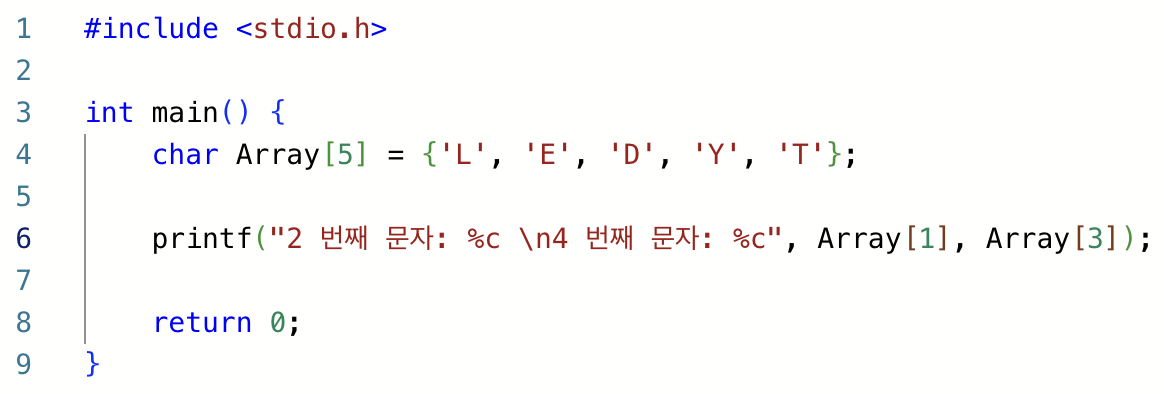 1 #include <stdio.h>
2
3 int main() {
4     char Array[5] = {'L', 'E', 'D', 'Y', 'T'};
5
6     printf("2 번째 문자: %c \n4 번째 문자: %c", Array[1], Array[3]);
7
8     return 0;
9 }